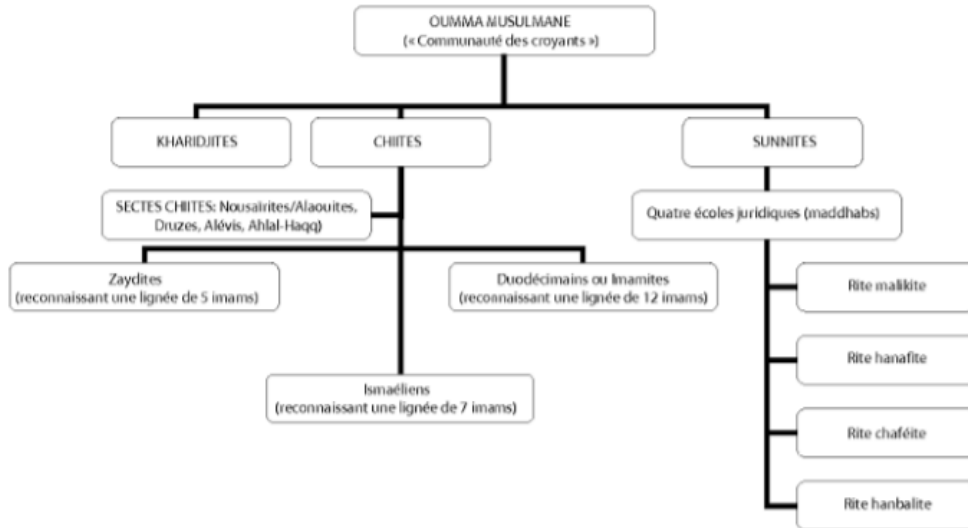 OUMMA MUSULMANE
(« Communauté des croyants »)
KHARIDJITES
CHIITES
SUNNITES
SECTES CHIITES: Nousaïrites/Alaouites,
Druzes, Alévis, Ahlal-Haqq)
Quatre écoles juridiques (maddhabs)
Zaydites
(reconnaissant une lignée de 5 imams)
Duodécimains ou Imamites
(reconnaissant une lignée de 12 imams)
Rite malikite
Rite hanafite
Ismaéliens
(reconnaissant une lignée de 7 imams)
Rite chaféite
Rite hanbalite